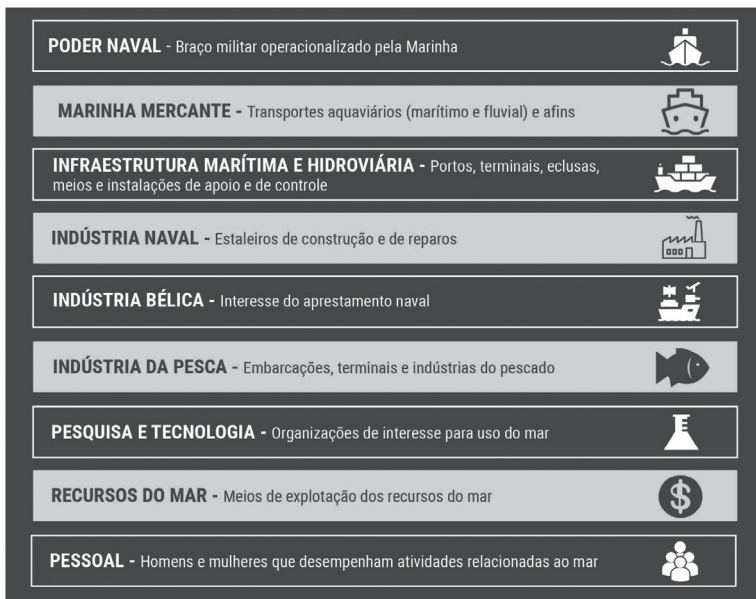 PODER NAVAL - Braço militar operacionalizado pela Marinha
MARINHA MERCANTE - Transportes aquaviários (marítimo e fluvial) e afins
INFRAESTRUTURA MARÍTIMA E HIDROVIÁRIA - Portos, terminais, eclusas,
meios e instalações de apoio e de controle
INDÚSTRIA NAVAL - Estaleiros de construção e de reparos
INDÚSTRIA BÉLICA - Interesse do aprestamento naval
INDÚSTRIA DA PESCA - Embarcações, terminais e indústrias do pescado
PESQUISA E TECNOLOGIA - Organizações de interesse para uso do mar
RECURSOS DO MAR - Meios de explotação dos recursos do mar
$
PESSOAL - Homens e mulheres que desempenham atividades relacionadas ao mar